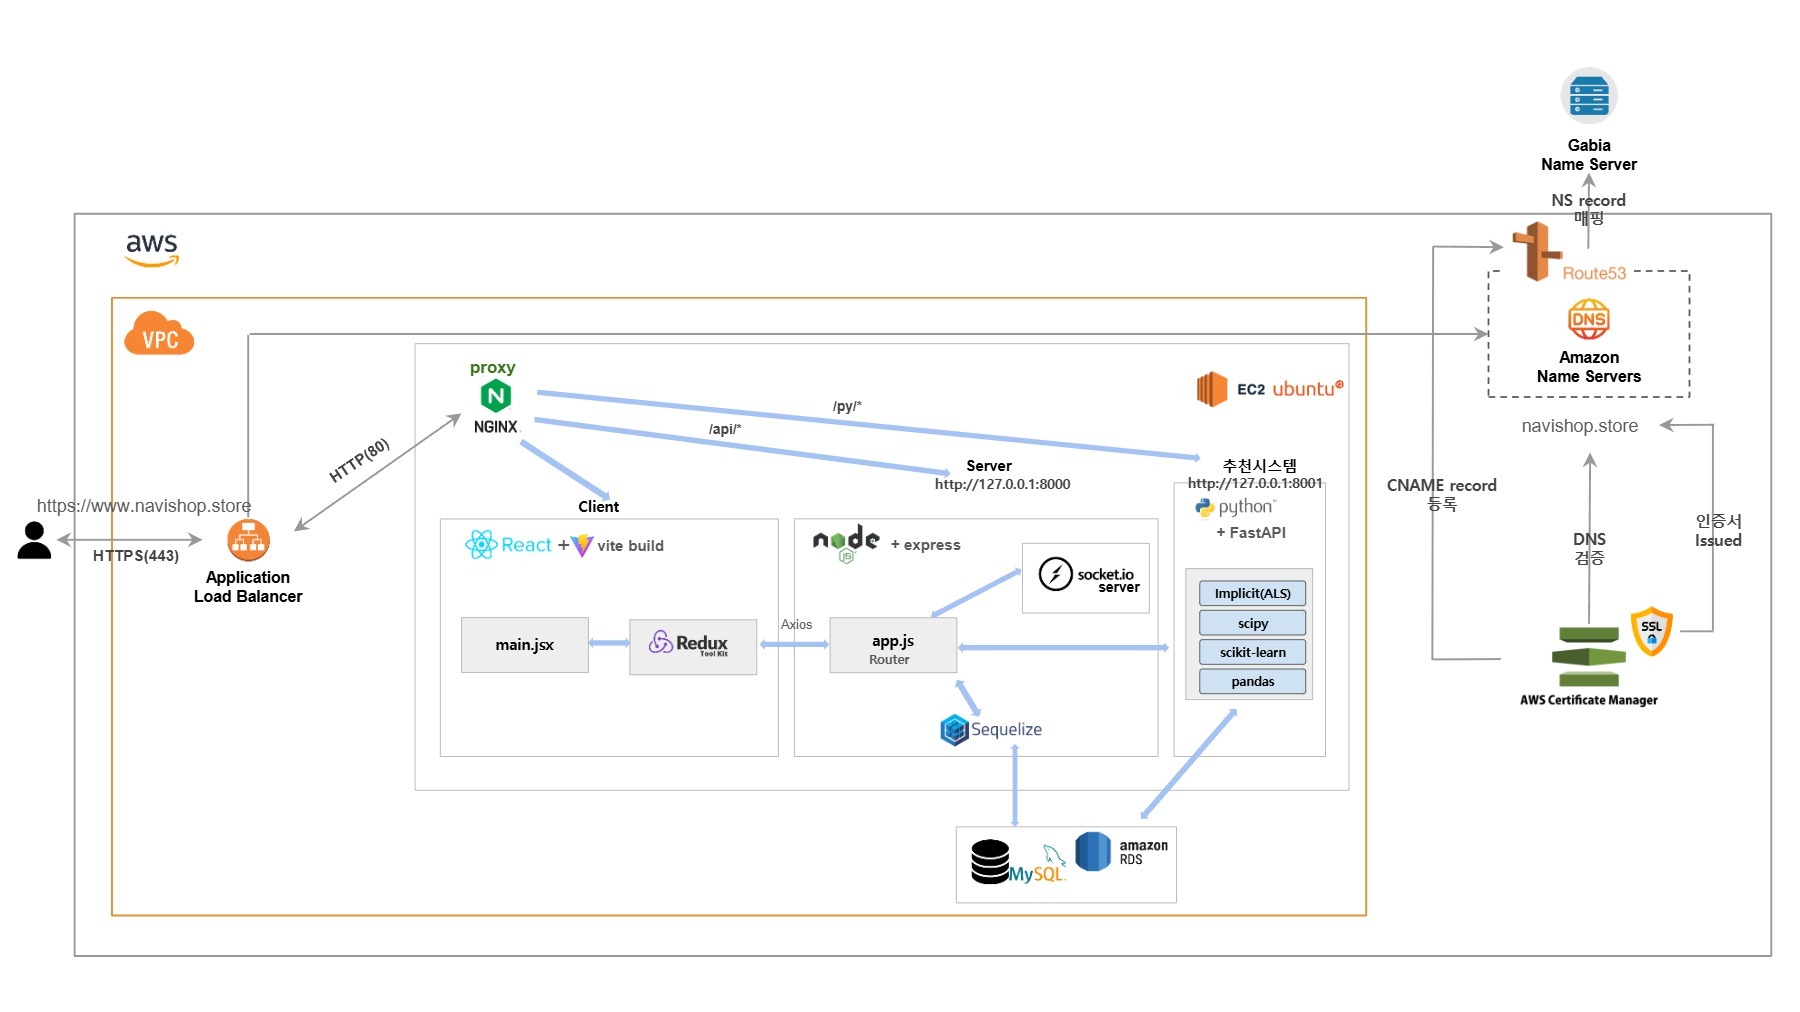 Gabia
Name Server
NS record
매핑
aws
Route53
VPC
DNS
Amazon
Name Servers
proxy
NGINX
EC2 ubuntu
/py/*
/api/*
navishop.store
HTTP(80)
Server
http://127.0.0.1:8000
추천시스템
http://127.0.0.1:8001
CNAME record
등록
https://www.navishop.store
Client
python
+ FastAPI
인증서
Issued
HTTPS(443)
React + vite build
node
JS
+ express
DNS
검증
Application
Load Balancer
socket.io
server
Implicit(ALS)
scipy
scikit-learn
pandas
main.jsx
Redux
Tool Kit
Axios
app.js
Router
SSL
AWS Certificate Manager
Sequelize
MySQL
amazon
RDS